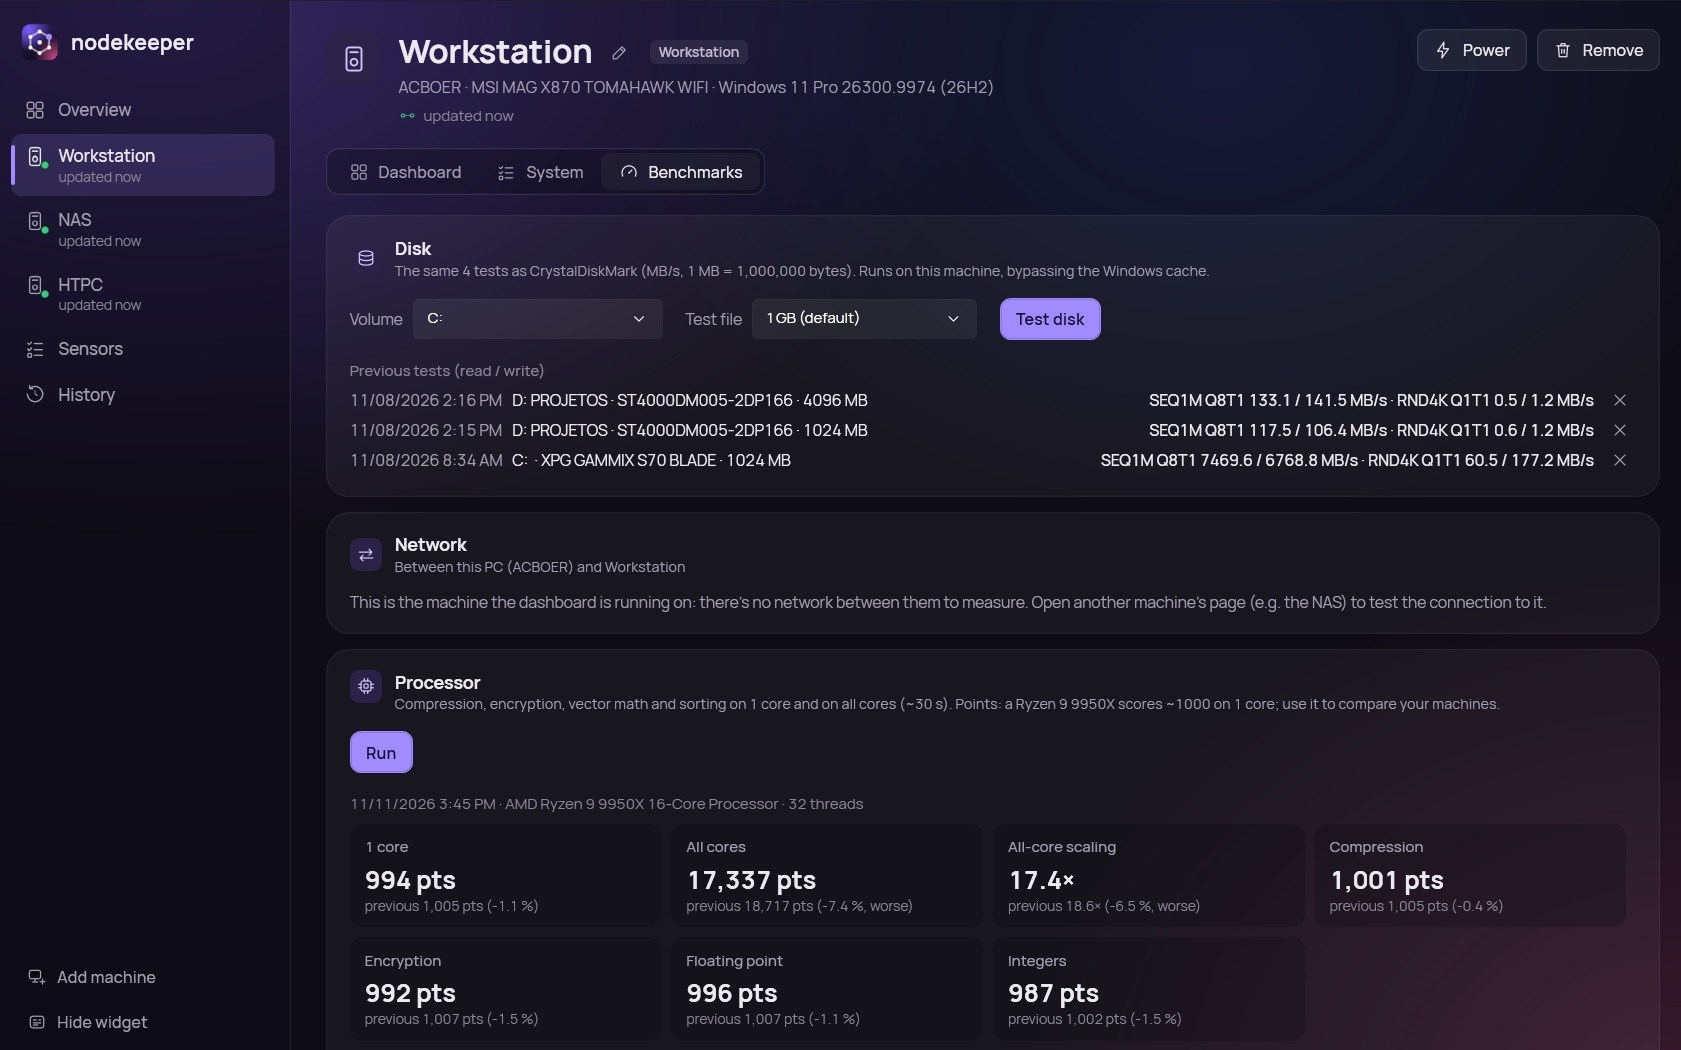 nodekeeper
Overview
Workstation
updated now
NAS
updated now
HTPC
updated now
Sensors
History
Add machine
Hide widget
Workstation
Workstation
ACBOER · MSI MAG X870 TOMAHAWK WIFI · Windows 11 Pro 26300.9974 (26H2)
updated now
Power
Remove
Dashboard
System
Benchmarks
Disk
The same 4 tests as CrystalDiskMark (MB/s, 1 MB = 1,000,000 bytes). Runs on this machine, bypassing the Windows cache.
Volume C: Test file 1 GB (default) Test disk
Previous tests (read / write)
11/08/2026 2:16 PM D: PROJETOS · ST4000DM005-2DP166 · 4096 MB SEQ1M Q8T1 133.1 / 141.5 MB/s · RND4K Q1T1 0.5 / 1.2 MB/s
11/08/2026 2:15 PM D: PROJETOS · ST4000DM005-2DP166 · 1024 MB SEQ1M Q8T1 117.5 / 106.4 MB/s · RND4K Q1T1 0.6 / 1.2 MB/s
11/08/2026 8:34 AM C: · XPG GAMMIX S70 BLADE · 1024 MB SEQ1M Q8T1 7469.6 / 6768.8 MB/s · RND4K Q1T1 60.5 / 177.2 MB/s
Network
Between this PC (ACBOER) and Workstation
This is the machine the dashboard is running on: there's no network between them to measure. Open another machine's page (e.g. the NAS) to test the connection to it.
Processor
Compression, encryption, vector math and sorting on 1 core and on all cores (~30 s). Points: a Ryzen 9 9950X scores ~1000 on 1 core; use it to compare your machines.
Run
11/11/2026 3:45 PM · AMD Ryzen 9 9950X 16-Core Processor · 32 threads
1 core
994 pts
previous 1,005 pts (-1.1 %)
All cores
17,337 pts
previous 18,717 pts (-7.4 %, worse)
All-core scaling
17.4×
previous 18.6× (-6.5 %, worse)
Compression
1,001 pts
previous 1,005 pts (-0.4 %)
Encryption
992 pts
previous 1,007 pts (-1.5 %)
Floating point
996 pts
previous 1,007 pts (-1.1 %)
Integers
987 pts
previous 1,002 pts (-1.5 %)